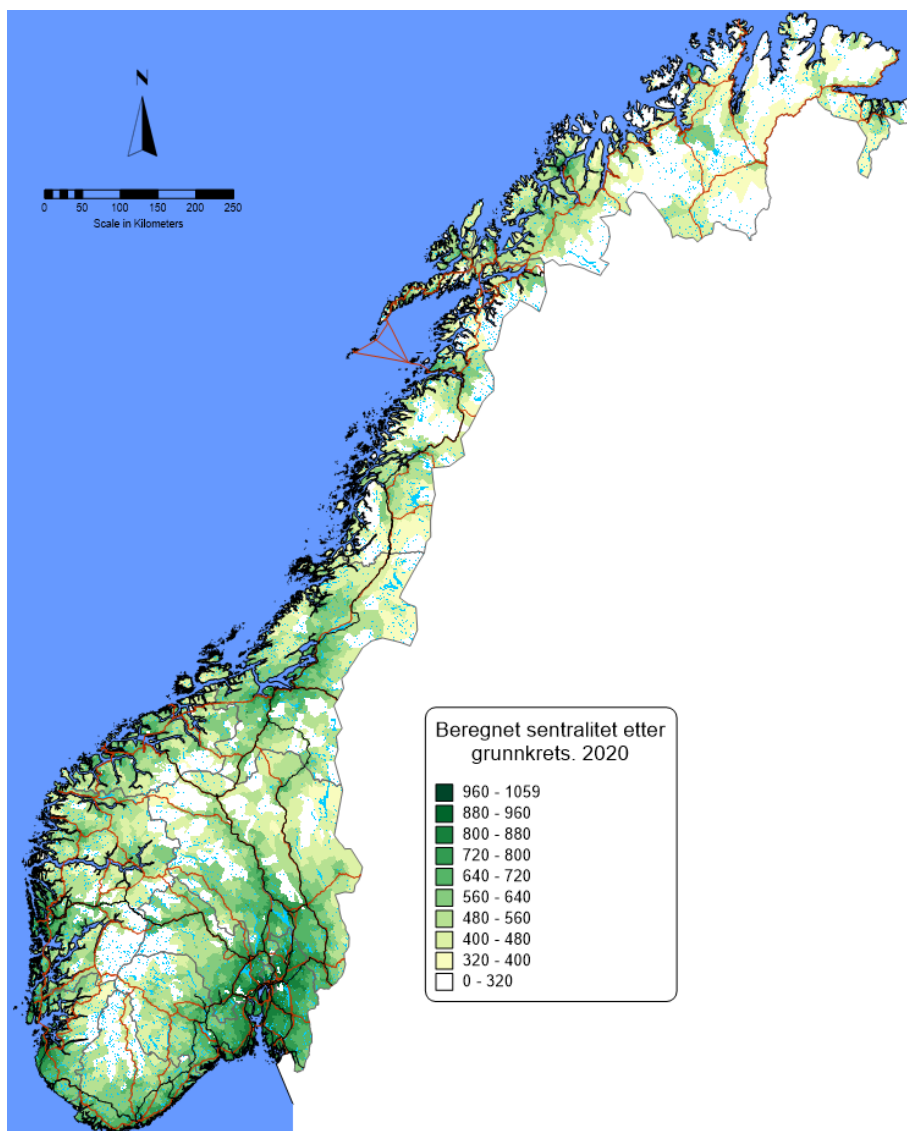 N
0 50 100 150 200 250
Scale in Kilometers
Beregnet sentralitet etter
grunnkrets. 2020
960 - 1059
880 - 960
800 - 880
720 - 800
640 - 720
560 - 640
480 - 560
400 - 480
320 - 400
0 - 320